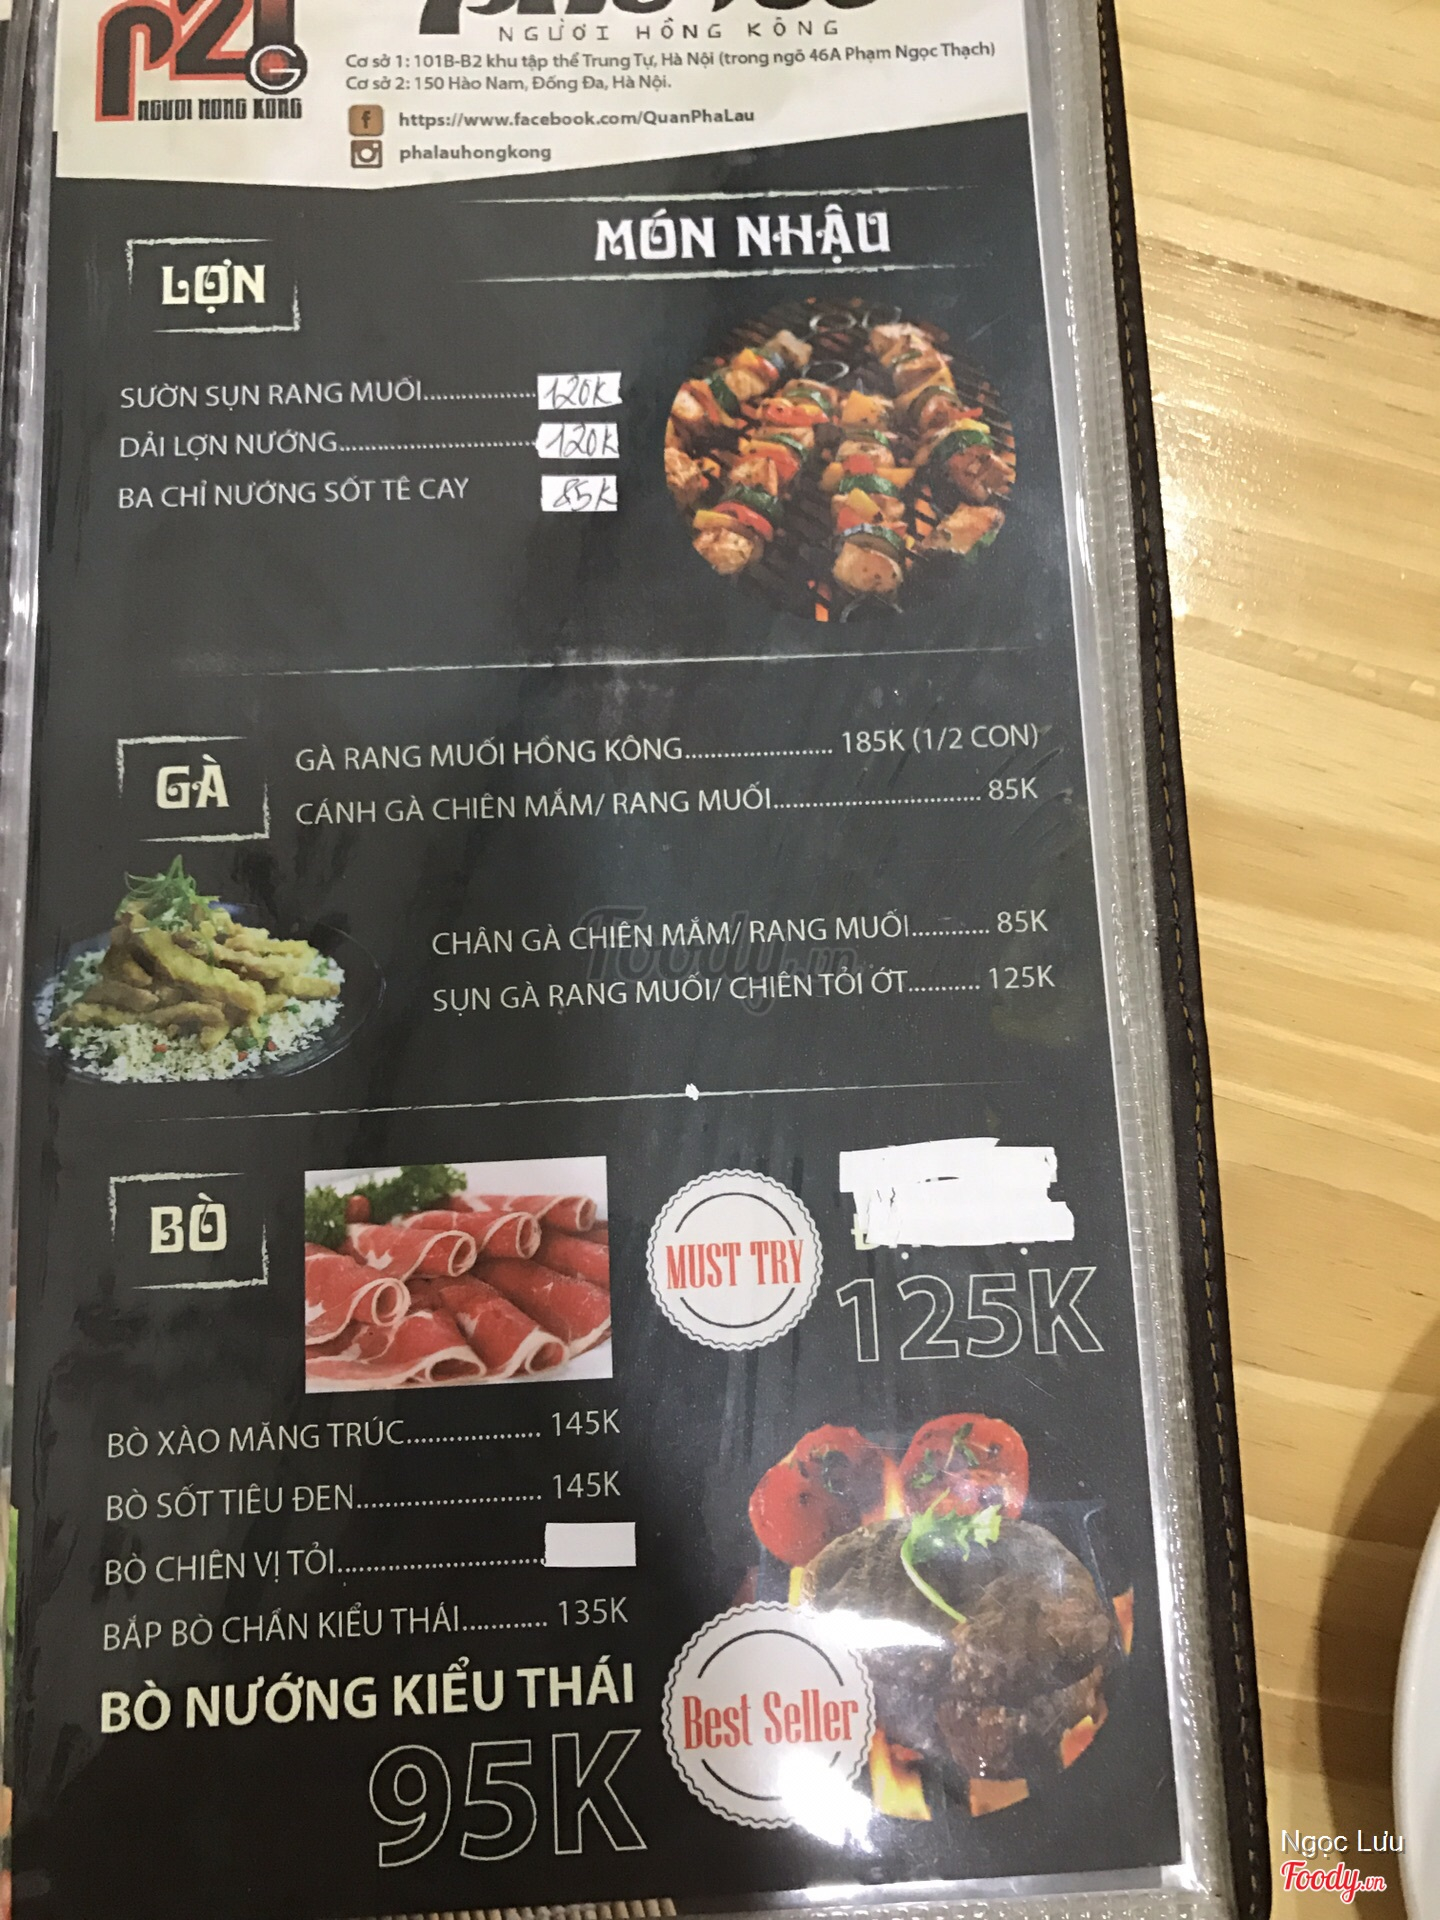 NGƯỜI HỒNG KÔNG
P21
G
NGUOI HONG KONG
Cơ sở 1: 101B-B2 khu tập thể Trung Tự, Hà Nội (trong ngõ 46A Phạm Ngọc Thạch)
Cơ sở 2: 150 Hào Nam, Đống Đa, Hà Nội.
f https://www.facebook.com/QuanPhaLau
phalauhongkong
MÓN NHẬU
LỢN
SƯỜN SỤN RANG MUỐI.................. 120K
DẢI LỢN NƯỚNG............................... 120K
BA CHỈ NƯỚNG SỐT TÊ CAY 85K
GÀ
GÀ RANG MUỐI HỒNG KÔNG....................... 185K (1/2 CON)
CÁNH GÀ CHIÊN MẮM/ RANG MUỐI................................ 85K
CHÂN GÀ CHIÊN MẮM/ RANG MUỐI............ 85K
SỤN GÀ RANG MUỐI/ CHIÊN TỎI ỚT........... 125K
Foody.vn
BÒ
MUST TRY
125K
BÒ XÀO MĂNG TRÚC.................... 145K
BÒ SỐT TIÊU ĐEN............................ 145K
BÒ CHIÊN VỊ TỎI...............................
BẮP BÒ CHẦN KIỂU THÁI............. 135K
BÒ NƯỚNG KIỂU THÁI
95K
Best Seller
Ngọc Lưu
Foody.vn